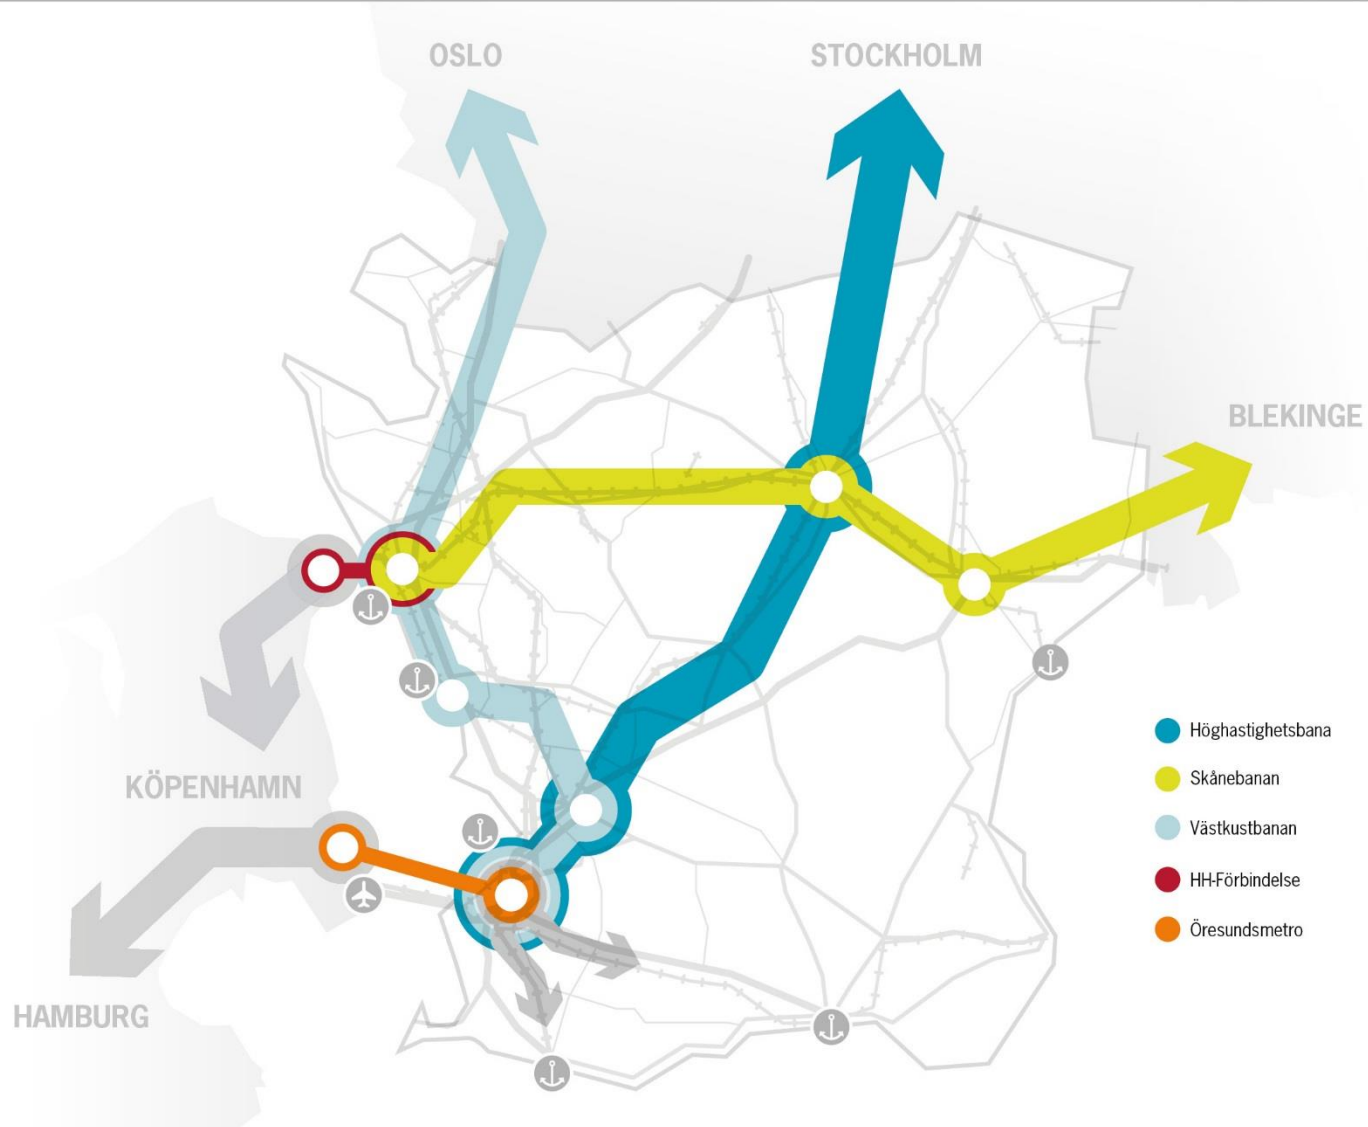 OSLO
STOCKHOLM
BLEKINGE
KÖPENHAMN
HAMBURG
Höghastighetsbana
Skånebanan
Västkustbanan
HH-Förbindelse
Öresundsmetro